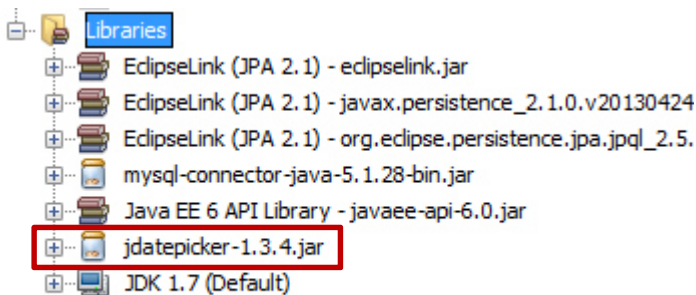 Libraries
EclipseLink (JPA 2.1) - eclipselink.jar
EclipseLink (JPA 2.1) - javax.persistence_2.1.0.v20130424
EclipseLink (JPA 2.1) - org.eclipse.persistence.jpa.jpql_2.5.
mysql-connector-java-5.1.28-bin.jar
Java EE 6 API Library - javaee-api-6.0.jar
jdatepicker-1.3.4.jar
JDK 1.7 (Default)